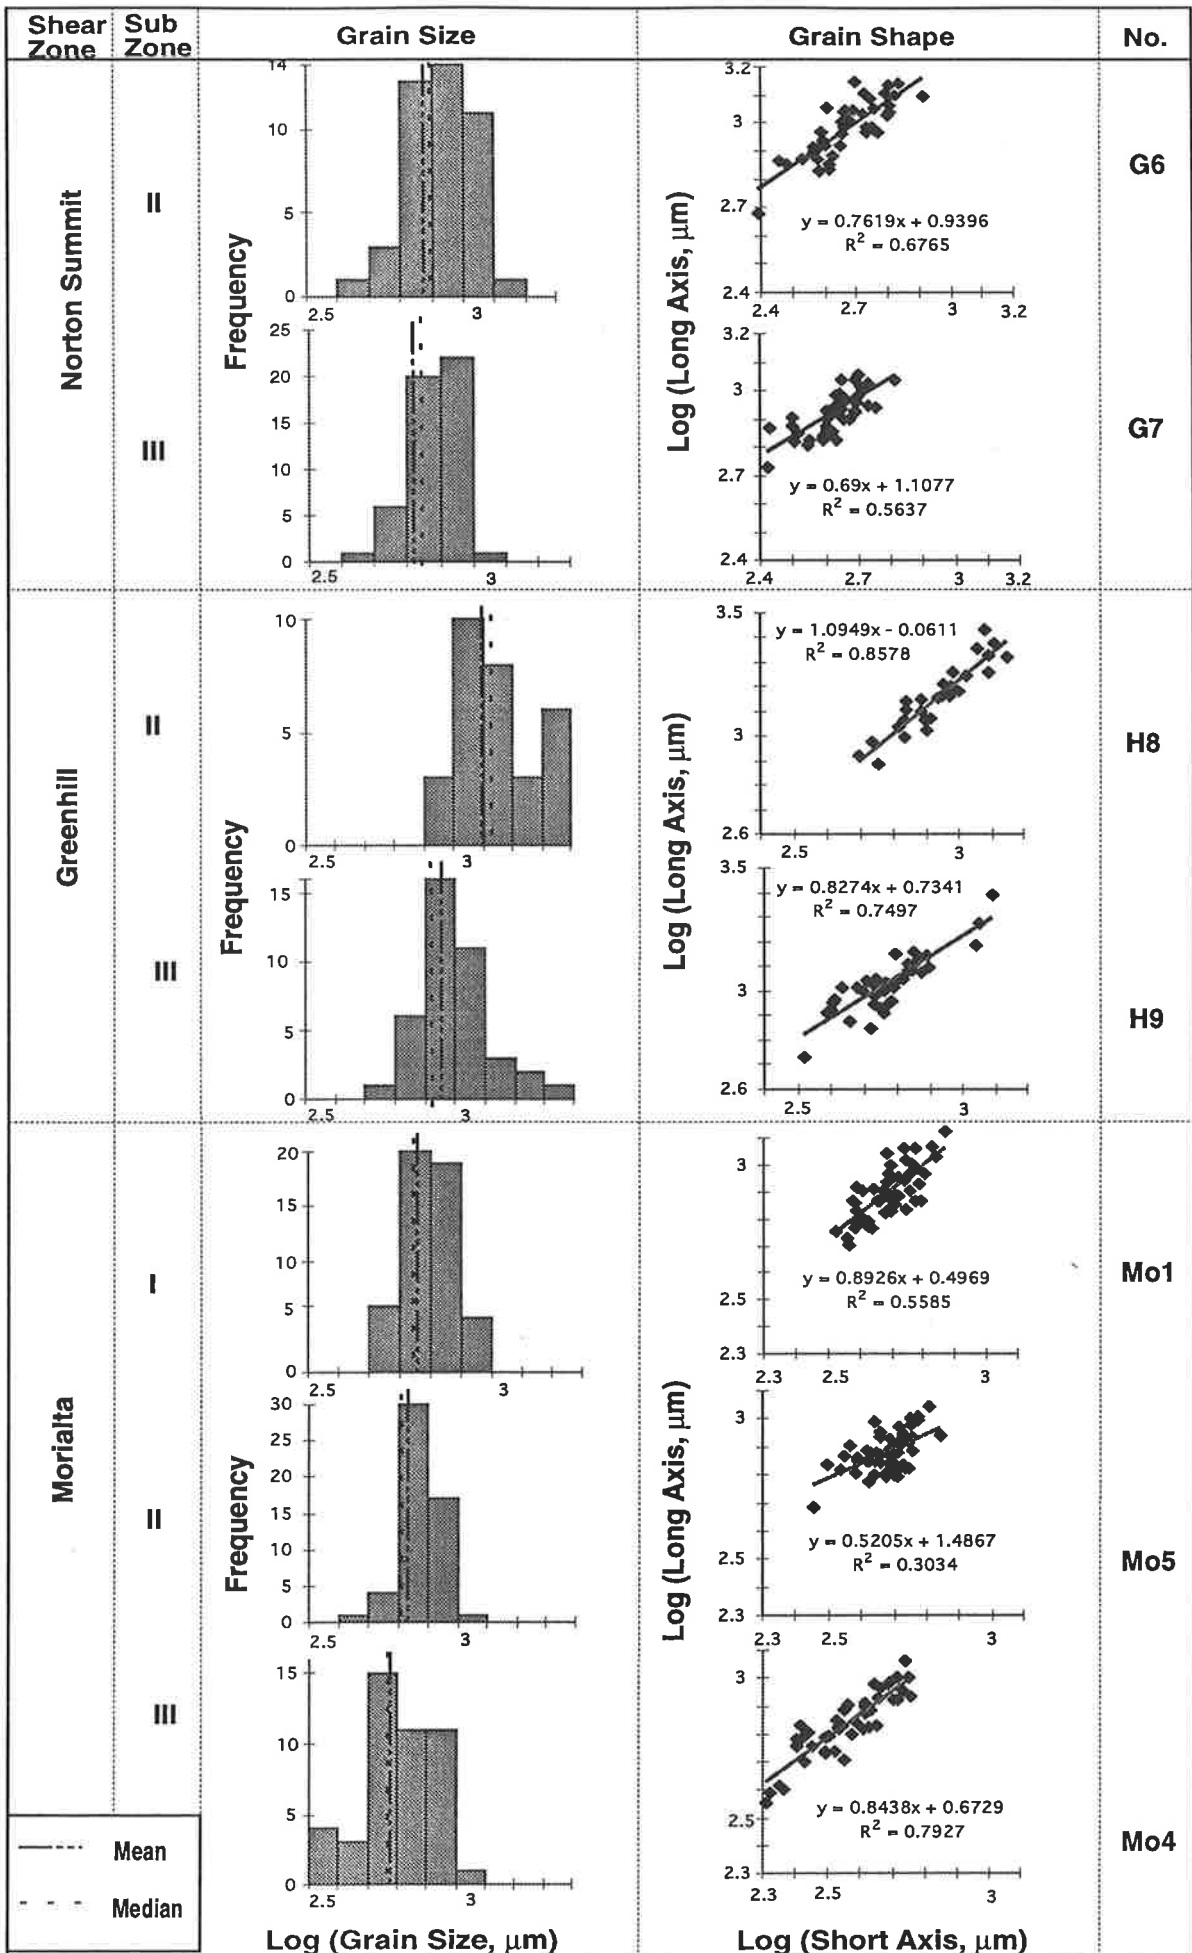 Shear Zone
Sub Zone
Grain Size
Grain Shape
No.
Norton Summit
II
Frequency
14
10
5
0
2.5
3
Log (Long Axis, µm)
3.2
3
2.7
2.4
y = 0.7619x + 0.9396
R² = 0.6765
2.4
2.7
3
3.2
G6
III
25
20
15
10
5
0
2.5
3
3.2
3
2.7
2.4
y = 0.69x + 1.1077
R² = 0.5637
2.4
2.7
3
3.2
G7
Greenhill
II
Frequency
10
5
0
2.5
3
Log (Long Axis, µm)
3.5
3
2.6
y = 1.0949x - 0.0611
R² = 0.8578
2.5
3
H8
III
15
10
5
0
2.5
3
3.5
3
2.6
y = 0.8274x + 0.7341
R² = 0.7497
2.5
3
H9
Morialta
I
20
15
10
5
0
2.5
3
3
2.5
2.3
y = 0.8926x + 0.4969
R² = 0.5585
2.3
2.5
3
Mo1
II
Frequency
30
25
20
15
10
5
0
2.5
3
Log (Long Axis, µm)
3
2.5
2.3
y = 0.5205x + 1.4867
R² = 0.3034
2.3
2.5
3
Mo5
III
15
10
5
0
2.5
3
3
2.5
2.3
y = 0.8438x + 0.6729
R² = 0.7927
2.3
2.5
3
Mo4
Mean
Median
Log (Grain Size, µm)
Log (Short Axis, µm)